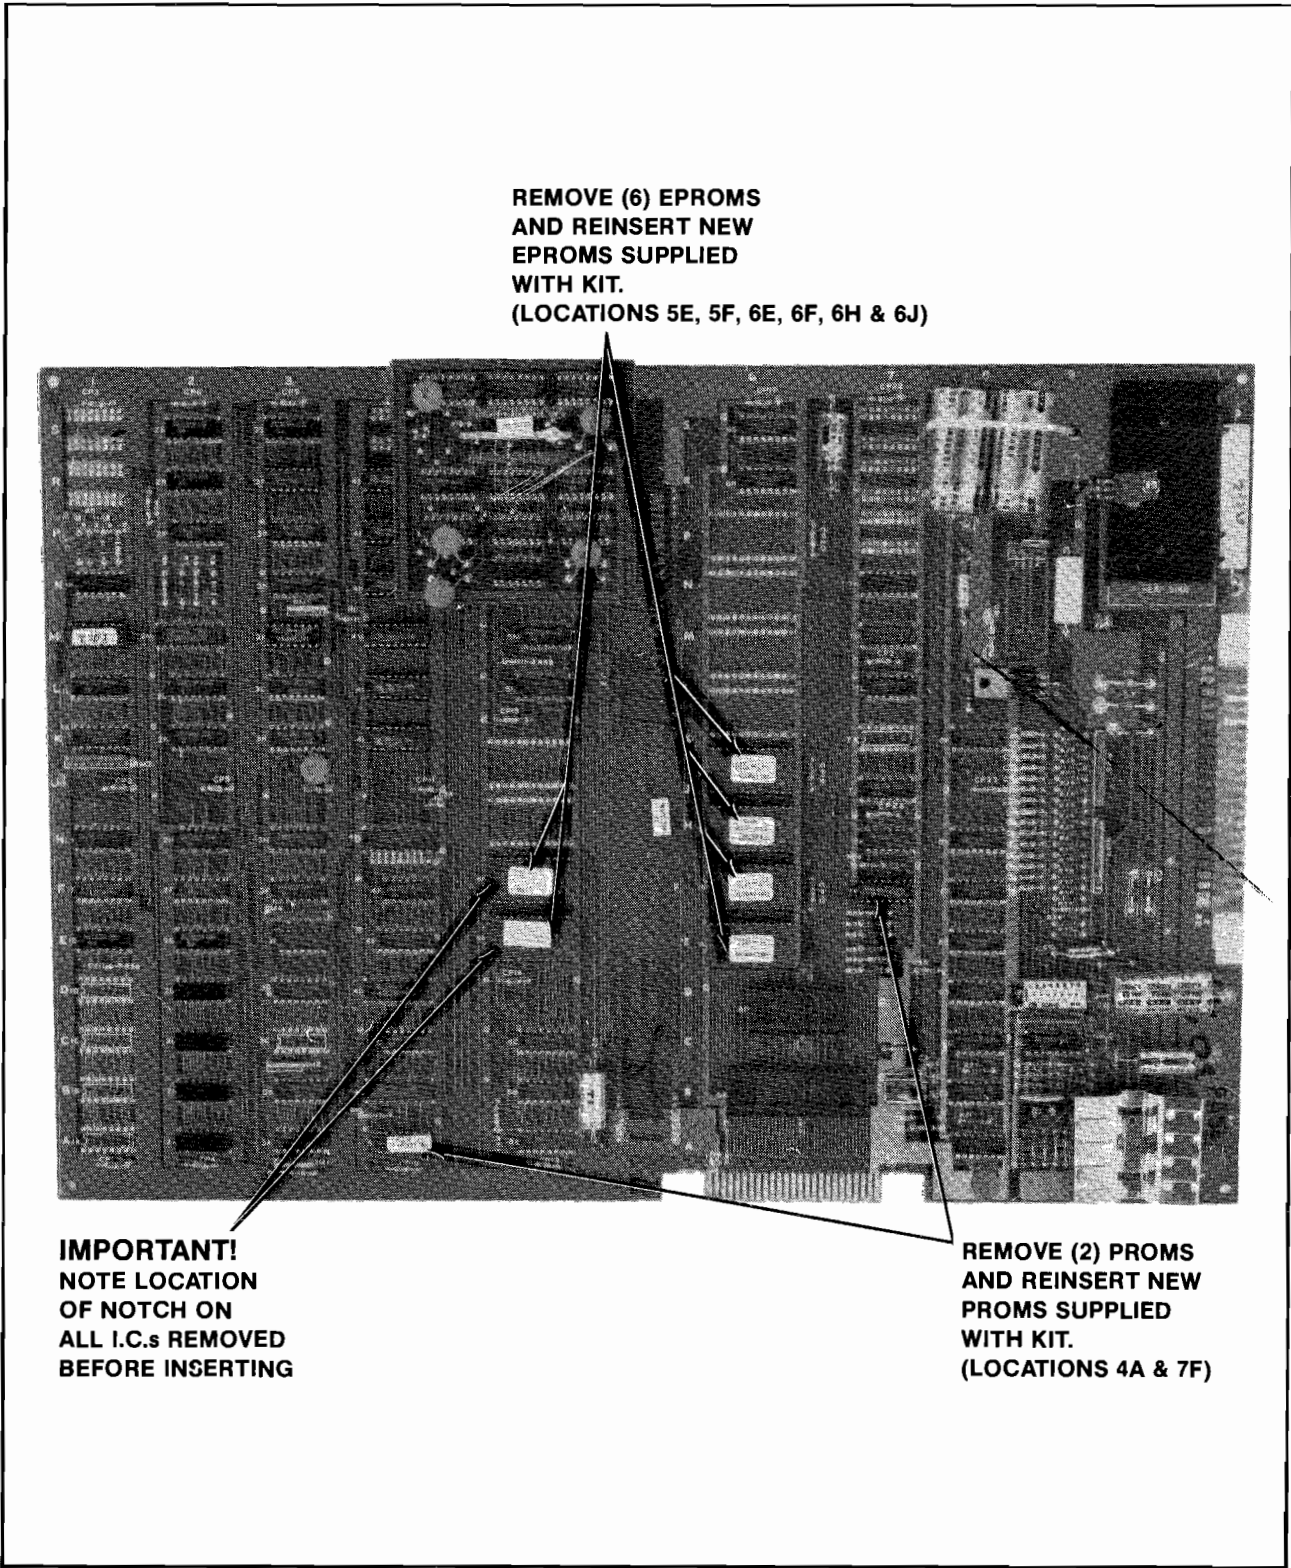 REMOVE (6) EPROMS
AND REINSERT NEW
EPROMS SUPPLIED
WITH KIT.
(LOCATIONS 5E, 5F, 6E, 6F, 6H & 6J)
IMPORTANT!
NOTE LOCATION
OF NOTCH ON
ALL I.C.s REMOVED
BEFORE INSERTING
REMOVE (2) PROMS
AND REINSERT NEW
PROMS SUPPLIED
WITH KIT.
(LOCATIONS 4A & 7F)